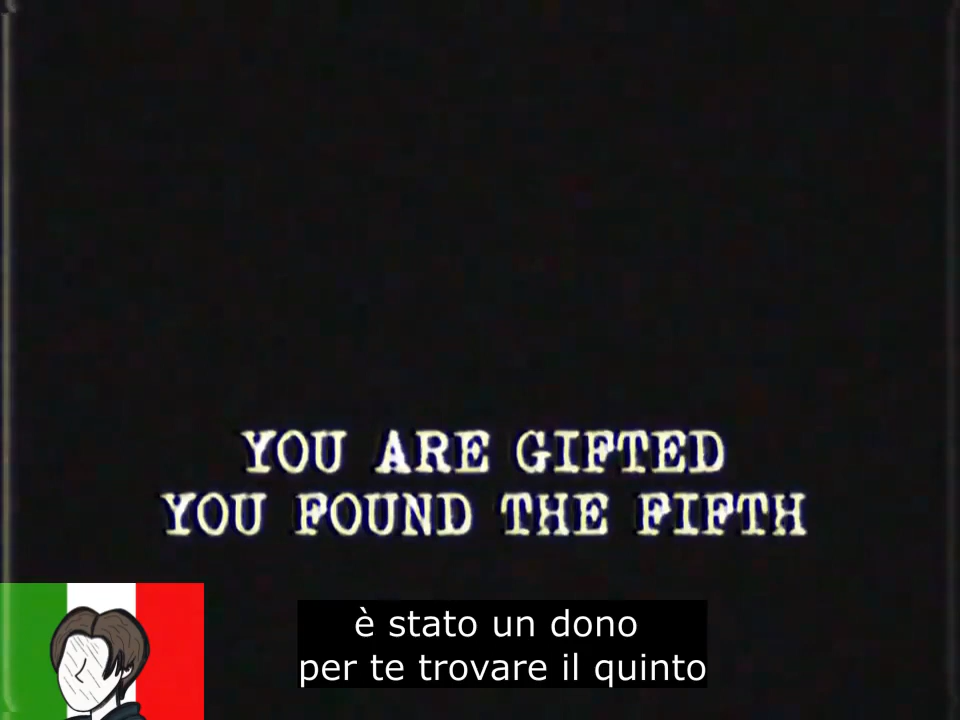 YOU ARE GIFTED
YOU FOUND THE FIFTH
è stato un dono
per te trovare il quinto